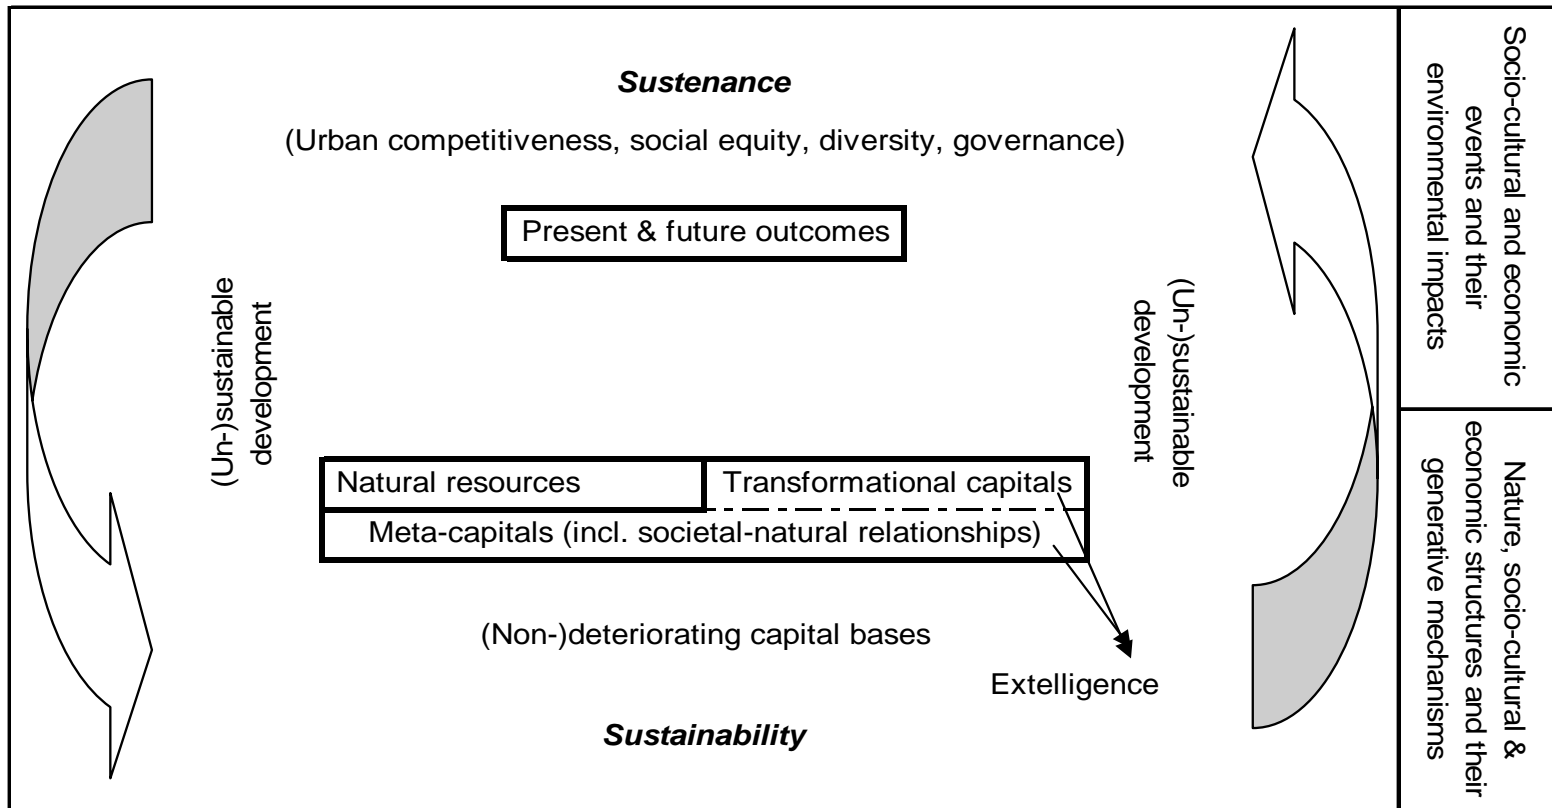 Sustenance
(Urban competitiveness, social equity, diversity, governance)
Present & future outcomes
(Un-)sustainable
development
(Un-)sustainable
development
Natural resources
Transformational capitals
Meta-capitals (incl. societal-natural relationships)
(Non-)deteriorating capital bases
Extelligence
Sustainability
Socio-cultural and economic
events and their
environmental impacts
Nature, socio-cultural &
economic structures and their
generative mechanisms